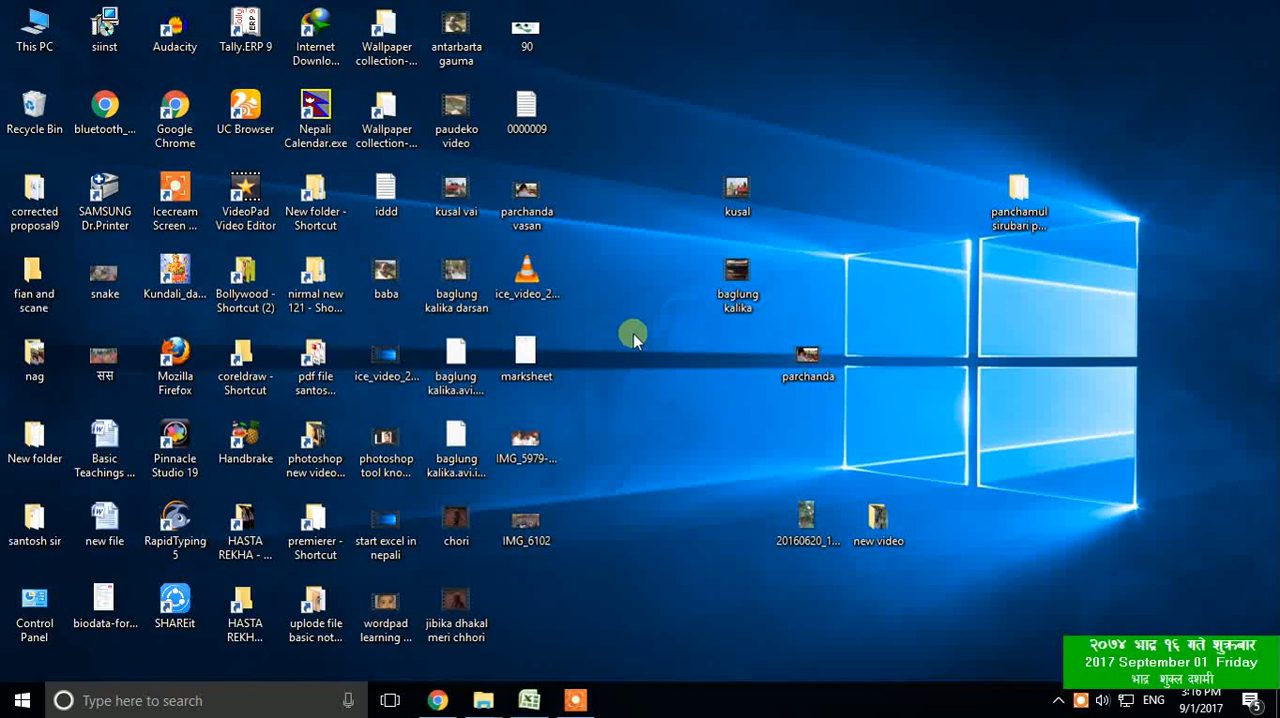 This PC
siinst
Audacity
Tally.ERP 9
Internet
Downlo...
Wallpaper
collection-...
antarbarta
gauma
90
Recycle Bin
bluetooth_...
Google
Chrome
UC Browser
Nepali
Calendar.exe
Wallpaper
collection-...
paudeko
video
0000009
corrected
proposal9
SAMSUNG
Dr.Printer
Icecream
Screen ...
VideoPad
Video Editor
New folder -
Shortcut
iddd
kusal vai
parchanda
vasan
kusal
panchamul
sirubari p...
fian and
scane
snake
Kundali_da...
Bollywood -
Shortcut (2)
nirmal new
121 - Sho...
baba
baglung
kalika darsan
ice_video_2...
baglung
kalika
nag
सस
Mozilla
Firefox
coreldraw -
Shortcut
pdf file
santos...
ice_video_2...
baglung
kalika.avi....
marksheet
parchanda
New folder
Basic
Teachings ...
Pinnacle
Studio 19
Handbrake
photoshop
new video...
photoshop
tool kno...
baglung
kalika.avi.i...
IMG_5979-...
santosh sir
new file
RapidTyping
5
HASTA
REKHA - ...
premierer -
Shortcut
start excel in
nepali
chori
IMG_6102
20160620_1...
new video
Control
Panel
biodata-for...
SHAREit
HASTA
REKH...
uplode file
basic not...
wordpad
learning ...
jibika dhakal
meri chhori
२०७४ भाद्र १६ गते शुक्रबार
2017 September 01 Friday
भाद्र शुक्ल दशमी
Type here to search
ENG
3:16 PM
9/1/2017
5